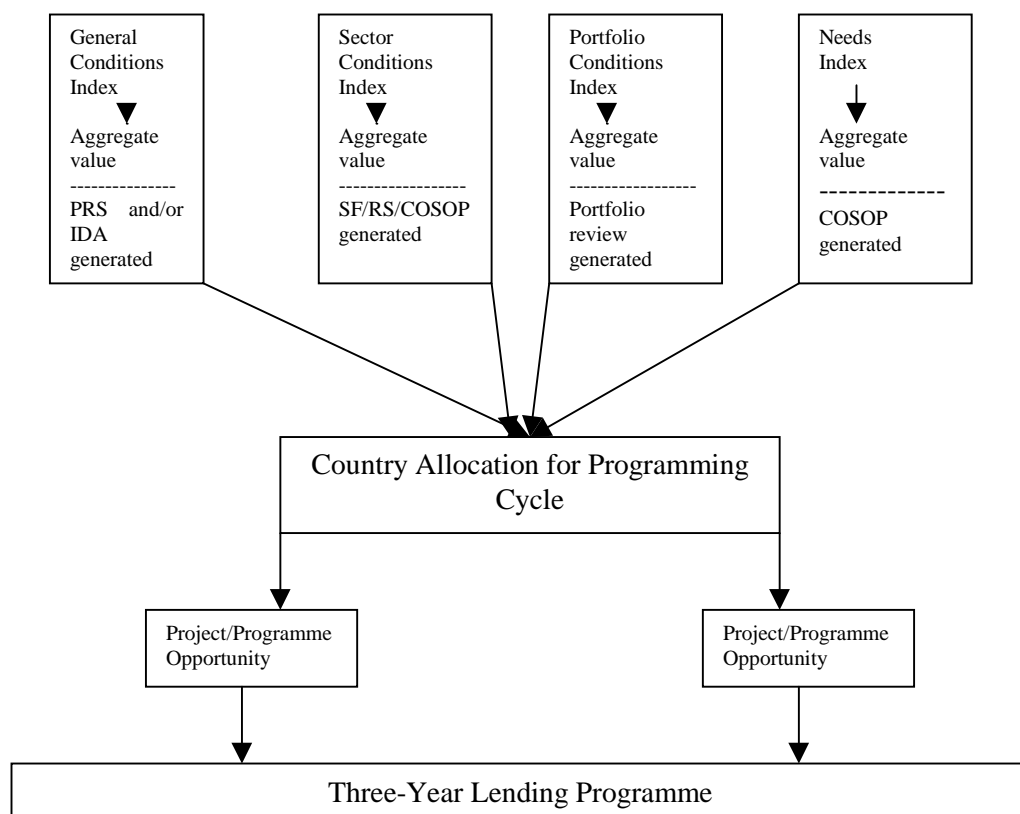 General
Conditions
Index
Aggregate
value
---------------
PRS and/or
IDA
generated
Sector
Conditions
Index
Aggregate
value
------------------
SF/RS/COSOP
generated
Portfolio
Conditions
Index
Aggregate
value
------------------
Portfolio
review
generated
Needs
Index
Aggregate
value
-------------
COSOP
generated
Country Allocation for Programming
Cycle
Project/Programme
Opportunity
Project/Programme
Opportunity
Three-Year Lending Programme